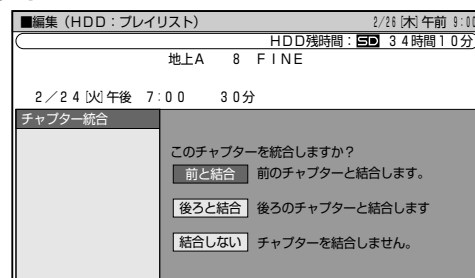 ■編集（HDD：プレイリスト） 2/26[木]午前 9:00
HDD残時間：SD 34時間10分
地上A 8 FINE
2／24[火]午後 7:00 30分
チャプター統合
このチャプターを統合しますか？
前と結合 前のチャプターと結合します。
後ろと結合 後ろのチャプターと結合します
結合しない チャプターを結合しません。